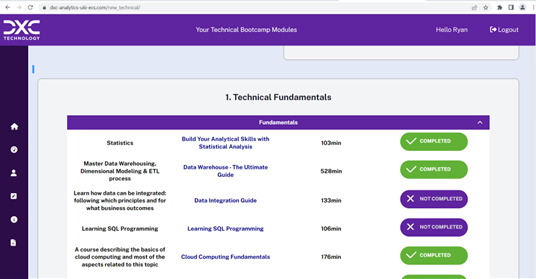 dxc-analytics-uki-ecs.com/new_technical/
DXC
TECHNOLOGY
Your Technical Bootcamp Modules
Hello Ryan
Logout
1. Technical Fundamentals
Fundamentals
Statistics
Build Your Analytical Skills with
Statistical Analysis
103min
COMPLETED
Master Data Warehousing,
Dimensional Modeling & ETL
process
Data Warehouse - The Ultimate
Guide
528min
COMPLETED
Learn how data can be integrated:
following which principles and for
what business outcomes
Data Integration Guide
133min
NOT COMPLETED
Learning SQL Programming
Learning SQL Programming
106min
NOT COMPLETED
A course describing the basics of
cloud computing and most of the
aspects related to this topic
Cloud Computing Fundamentals
176min
COMPLETED